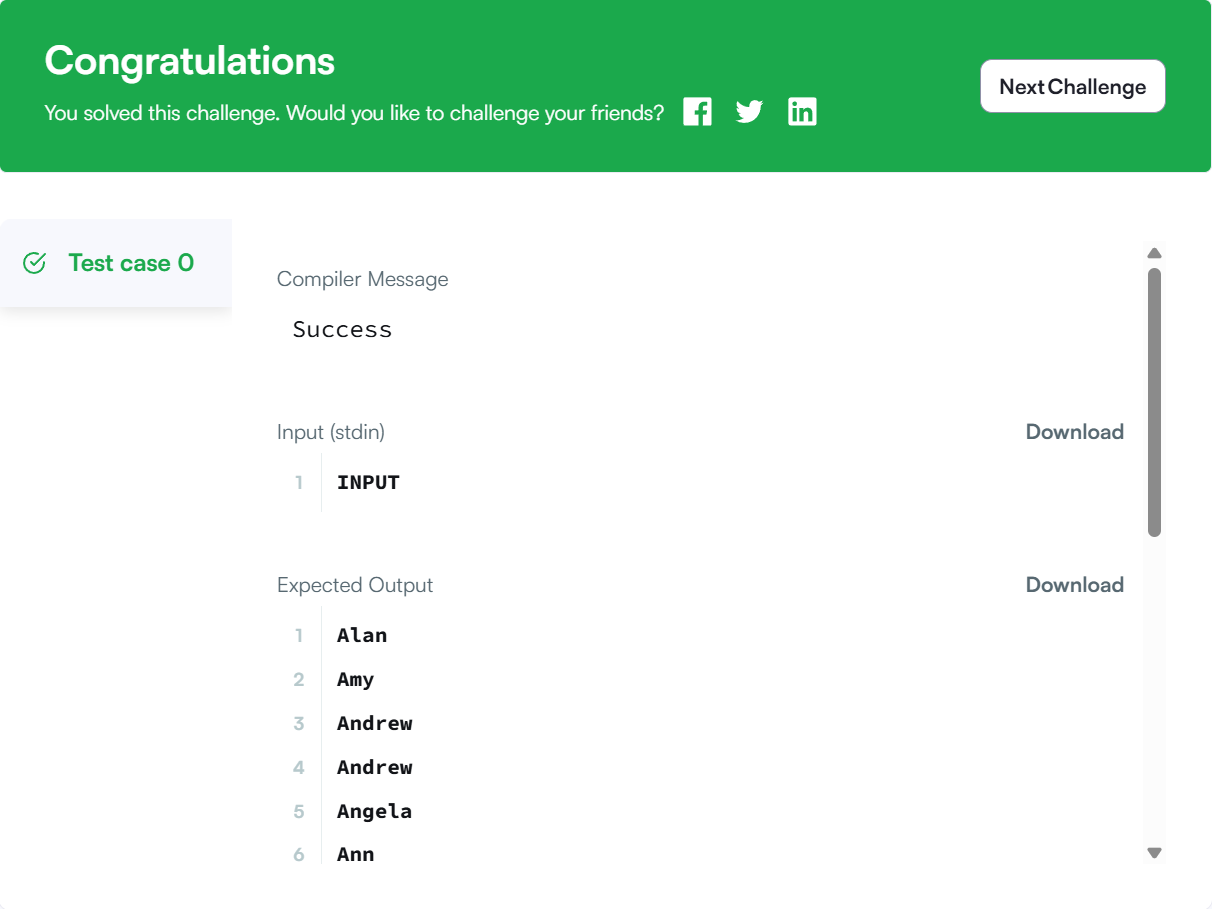 Congratulations
You solved this challenge. Would you like to challenge your friends?
Next Challenge
Test case 0
Compiler Message
Success
Input (stdin)
Download
1 INPUT
Expected Output
Download
1 Alan
2 Amy
3 Andrew
4 Andrew
5 Angela
6 Ann